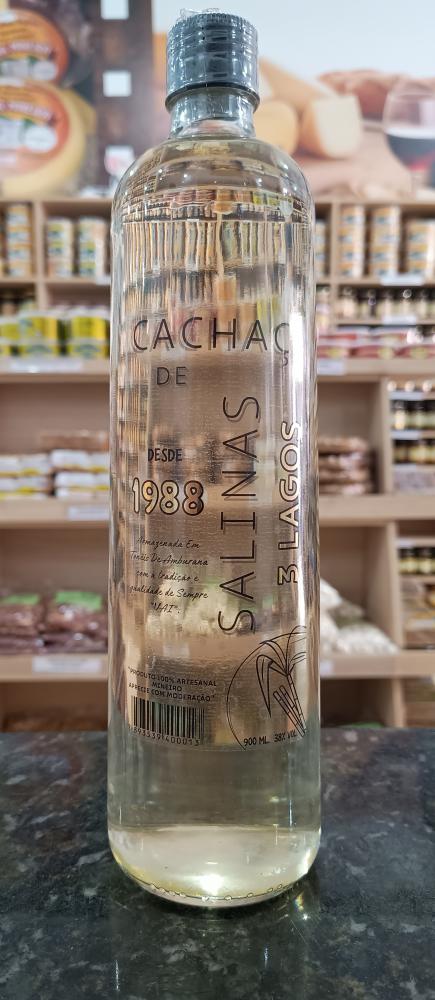 CACHAÇ
DE
SALINAS
3 LAGOS
DESDE
1988
Armazenada Em
Tonéis De Amburana
com a tradição e
qualidade de Sempre
"UAI".
"PRODUTO 100% ARTESANAL
MINEIRO
APRECIE COM MODERAÇÃO"
900 ML 38% VOL